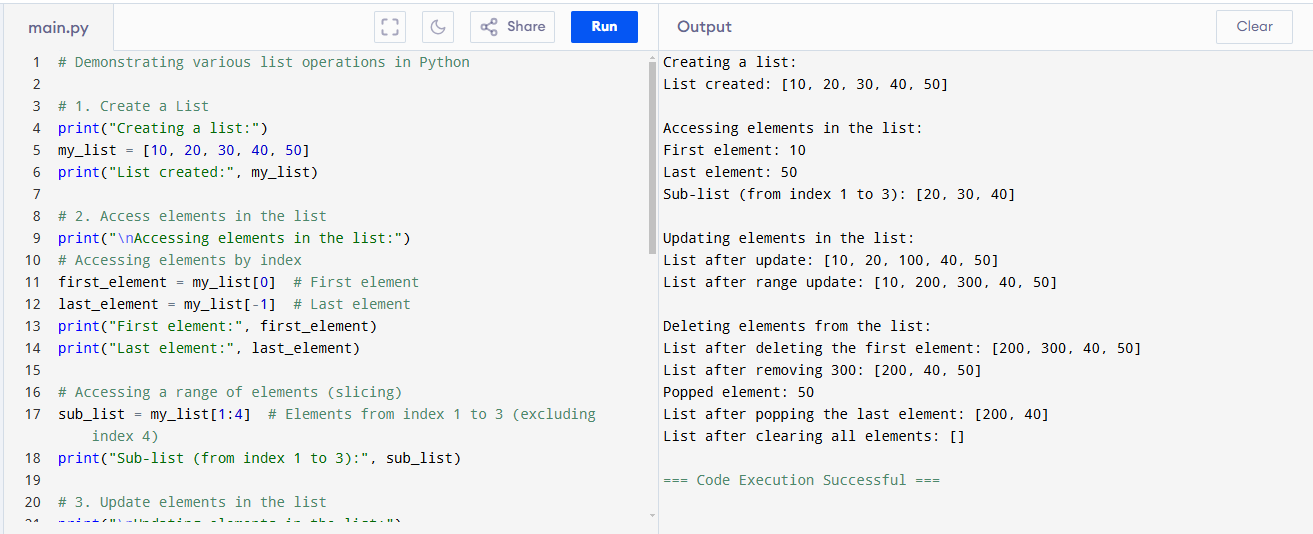 main.py
Share
Run
Output
Clear
1 # Demonstrating various list operations in Python
2
3 # 1. Create a List
4 print("Creating a list:")
5 my_list = [10, 20, 30, 40, 50]
6 print("List created:", my_list)
7
8 # 2. Access elements in the list
9 print("\nAccessing elements in the list:")
10 # Accessing elements by index
11 first_element = my_list[0]  # First element
12 last_element = my_list[-1]  # Last element
13 print("First element:", first_element)
14 print("Last element:", last_element)
15
16 # Accessing a range of elements (slicing)
17 sub_list = my_list[1:4]  # Elements from index 1 to 3 (excluding
index 4)
18 print("Sub-list (from index 1 to 3):", sub_list)
19
20 # 3. Update elements in the list
21 print("\nUpdating elements in the list:")
Creating a list:
List created: [10, 20, 30, 40, 50]
Accessing elements in the list:
First element: 10
Last element: 50
Sub-list (from index 1 to 3): [20, 30, 40]
Updating elements in the list:
List after update: [10, 20, 100, 40, 50]
List after range update: [10, 200, 300, 40, 50]
Deleting elements from the list:
List after deleting the first element: [200, 300, 40, 50]
List after removing 300: [200, 40, 50]
Popped element: 50
List after popping the last element: [200, 40]
List after clearing all elements: []
=== Code Execution Successful ===